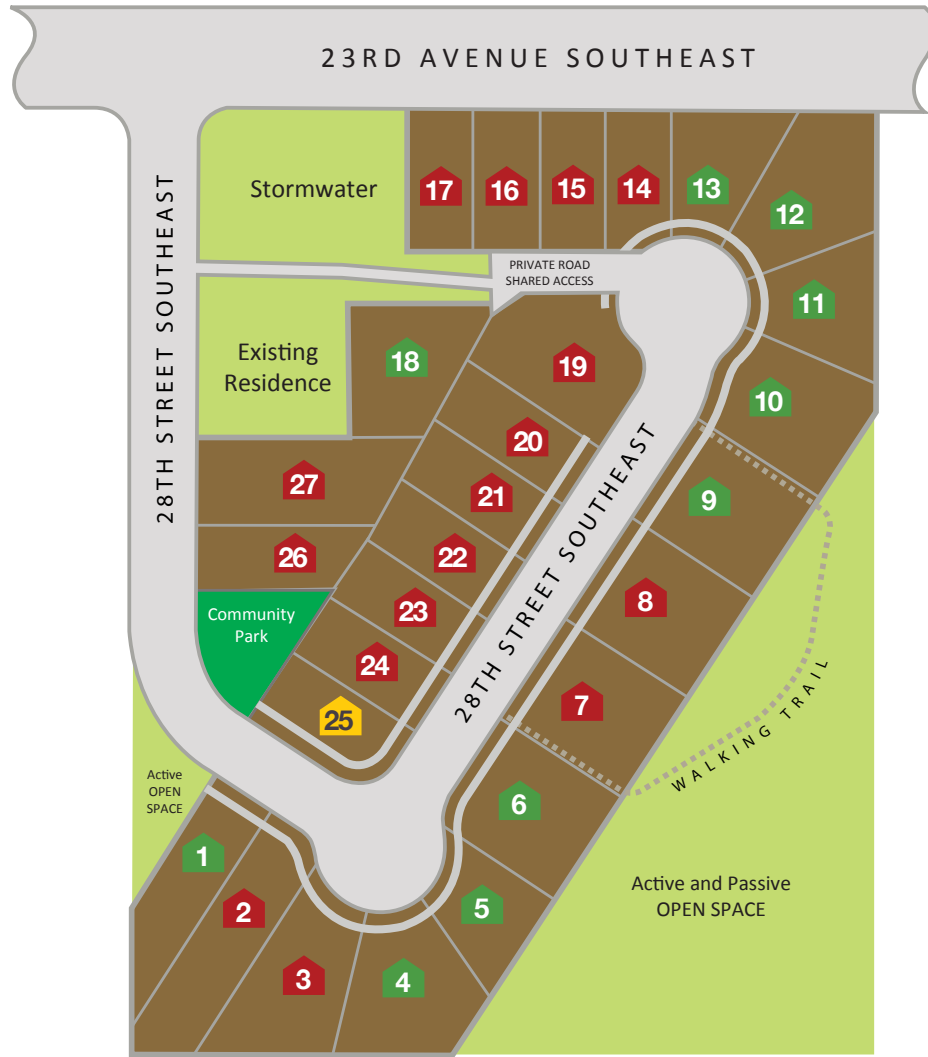 23RD AVENUE SOUTHEAST
28TH STREET SOUTHEAST
Stormwater
17
16
15
14
13
12
PRIVATE ROAD
SHARED ACCESS
11
Existing
Residence
18
19
10
20
27
21
9
28TH STREET SOUTHEAST
22
26
23
8
Community
Park
24
7
25
WALKING TRAIL
Active
OPEN
SPACE
6
1
2
5
Active and Passive
OPEN SPACE
3
4